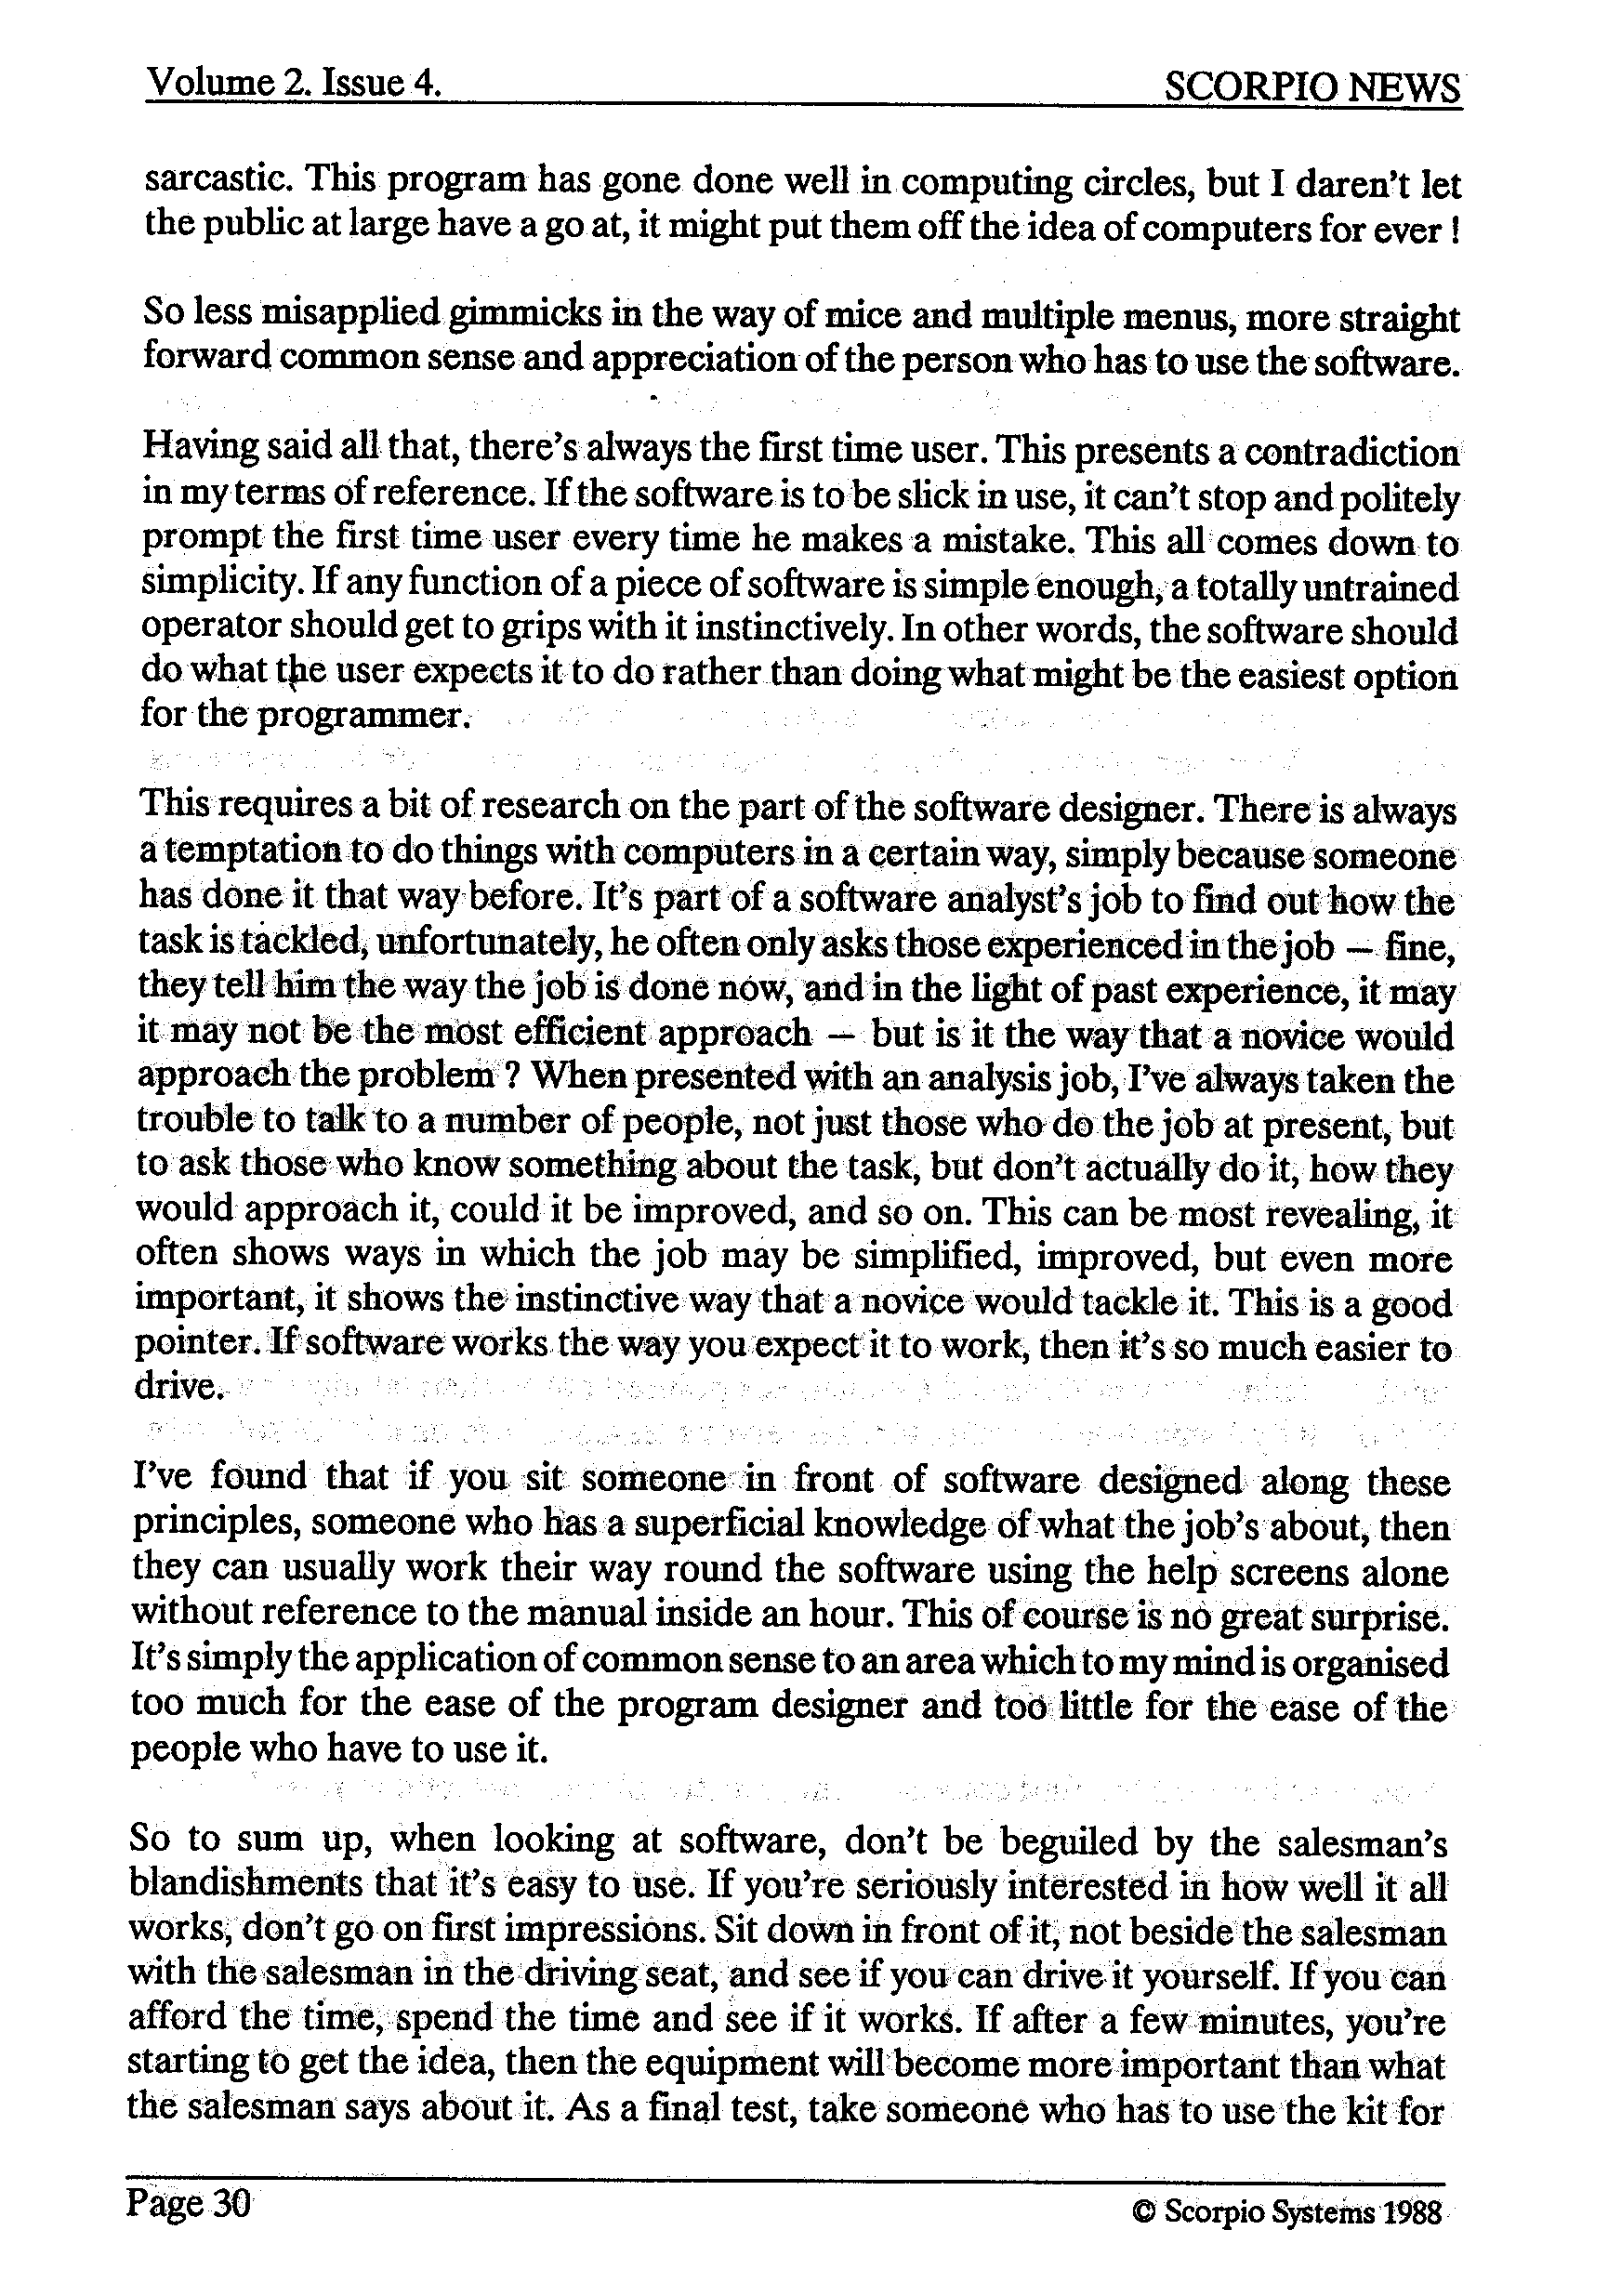 Volume 2. Issue 4. SCORPIO NEWS
sarcastic. This program has gone done well in computing circles, but I daren't let
the public at large have a go at, it might put them off the idea of computers for ever !
So less misapplied gimmicks in the way of mice and multiple menus, more straight
forward common sense and appreciation of the person who has to use the software.
Having said all that, there's always the first time user. This presents a contradiction
in my terms of reference. If the software is to be slick in use, it can't stop and politely
prompt the first time user every time he makes a mistake. This all comes down to
simplicity. If any function of a piece of software is simple enough, a totally untrained
operator should get to grips with it instinctively. In other words, the software should
do what the user expects it to do rather than doing what might be the easiest option
for the programmer.
This requires a bit of research on the part of the software designer. There is always
a temptation to do things with computers in a certain way, simply because someone
has done it that way before. It's part of a software analyst's job to find out how the
task is tackled, unfortunately, he often only asks those experienced in the job — fine,
they tell him the way the job is done now, and in the light of past experience, it may
it may not be the most efficient approach — but is it the way that a novice would
approach the problem ? When presented with an analysis job, I've always taken the
trouble to talk to a number of people, not just those who do the job at present, but
to ask those who know something about the task, but don't actually do it, how they
would approach it, could it be improved, and so on. This can be most revealing, it
often shows ways in which the job may be simplified, improved, but even more
important, it shows the instinctive way that a novice would tackle it. This is a good
pointer. If software works the way you expect it to work, then it's so much easier to
drive.
I've found that if you sit someone in front of software designed along these
principles, someone who has a superficial knowledge of what the job's about, then
they can usually work their way round the software using the help screens alone
without reference to the manual inside an hour. This of course is no great surprise.
It's simply the application of common sense to an area which to my mind is organised
too much for the ease of the program designer and too little for the ease of the
people who have to use it.
So to sum up, when looking at software, don't be beguiled by the salesman's
blandishments that it's easy to use. If you're seriously interested in how well it all
works, don't go on first impressions. Sit down in front of it, not beside the salesman
with the salesman in the driving seat, and see if you can drive it yourself. If you can
afford the time, spend the time and see if it works. If after a few minutes, you're
starting to get the idea, then the equipment will become more important than what
the salesman says about it. As a final test, take someone who has to use the kit for
Page 30 © Scorpio Systems 1988